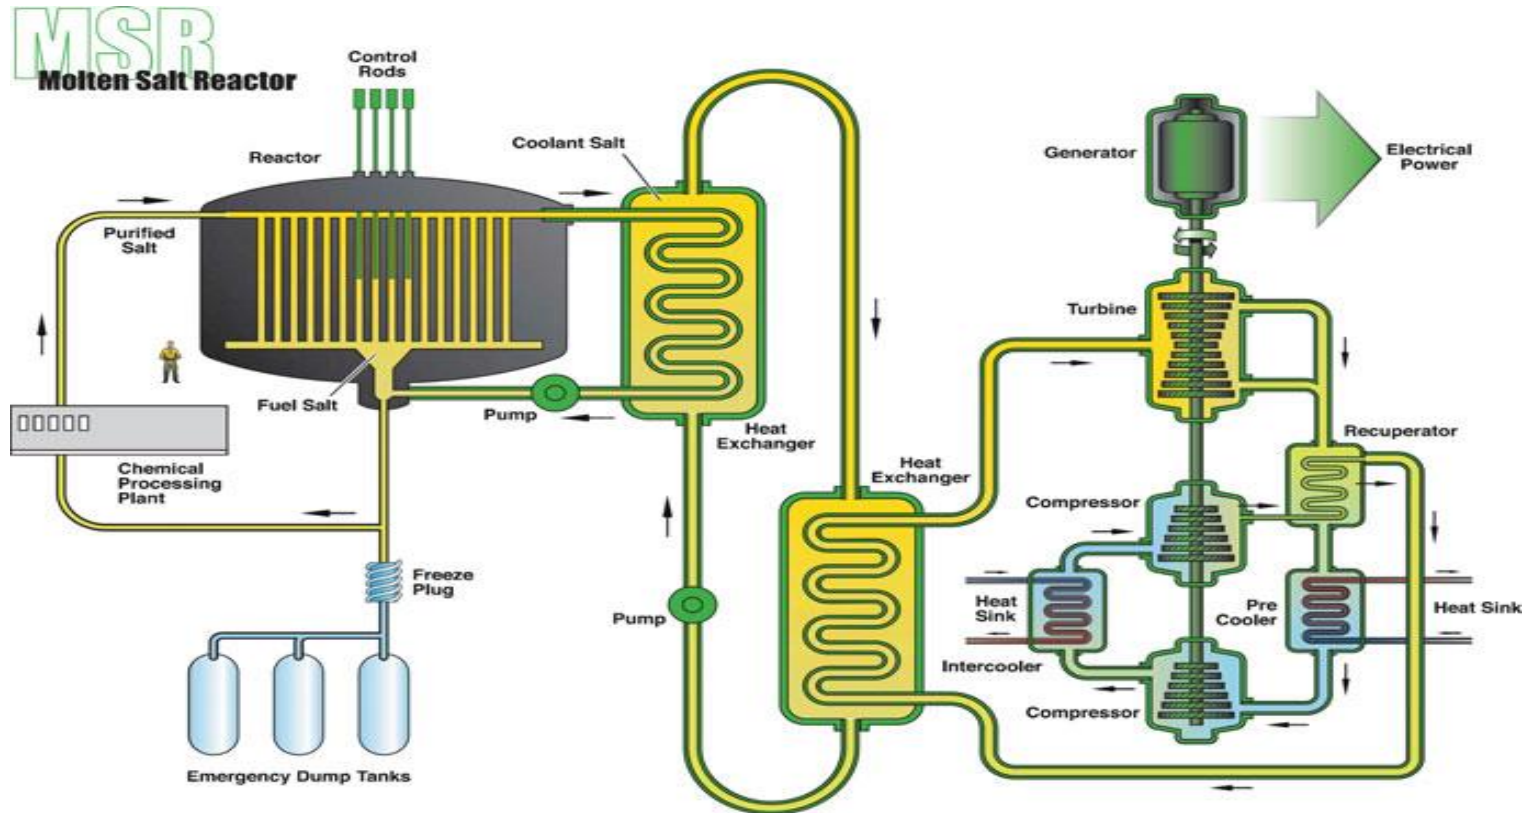 MSR
Molten Salt Reactor
Control
Rods
Reactor
Coolant Salt
Generator
Electrical
Power
Purified
Salt
Turbine
Fuel Salt
Pump
Heat
Exchanger
Recuperator
Chemical
Processing
Plant
Heat
Exchanger
Compressor
Freeze
Plug
Pump
Heat
Sink
Pre
Cooler
Heat Sink
Intercooler
Compressor
Emergency Dump Tanks